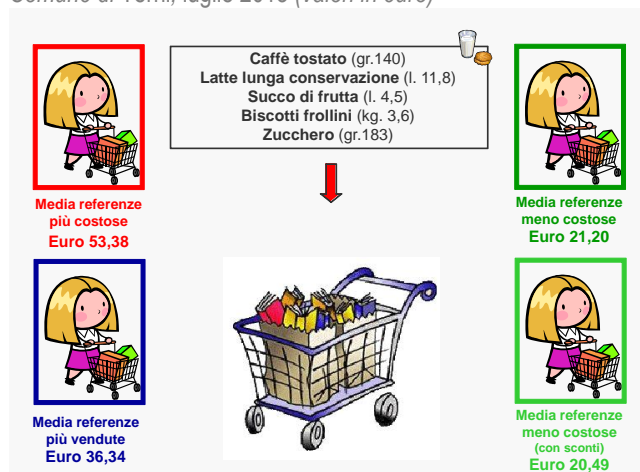 Caffè tostato (gr.140)
Latte lunga conservazione (l. 11,8)
Succo di frutta (l. 4,5)
Biscotti frollini (kg. 3,6)
Zucchero (gr.183)
Media referenze
più costose
Euro 53,38
Media referenze
meno costose
Euro 21,20
Media referenze
più vendute
Euro 36,34
Media referenze
meno costose
(con sconti)
Euro 20,49